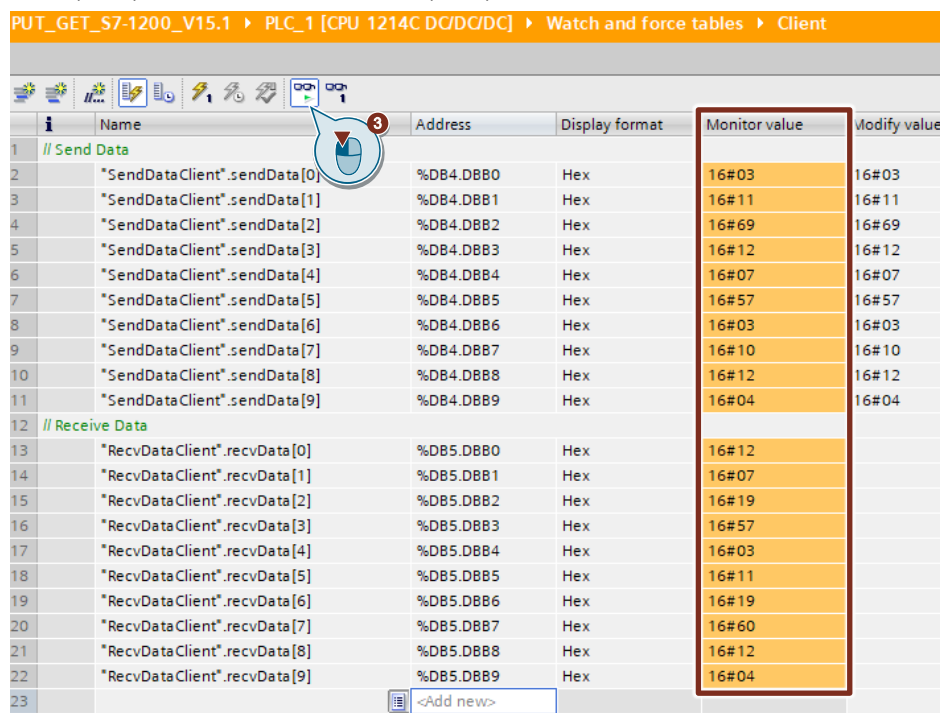 PUT_GET_S7-1200_V15.1 ▸ PLC_1 [CPU 1214C DC/DC/DC] ▸ Watch and force tables ▸ Client
3
i Name Address Display format Monitor value Modify value
1 // Send Data
2 "SendDataClient".sendData[0] %DB4.DBB0 Hex 16#03 16#03
3 "SendDataClient".sendData[1] %DB4.DBB1 Hex 16#11 16#11
4 "SendDataClient".sendData[2] %DB4.DBB2 Hex 16#69 16#69
5 "SendDataClient".sendData[3] %DB4.DBB3 Hex 16#12 16#12
6 "SendDataClient".sendData[4] %DB4.DBB4 Hex 16#07 16#07
7 "SendDataClient".sendData[5] %DB4.DBB5 Hex 16#57 16#57
8 "SendDataClient".sendData[6] %DB4.DBB6 Hex 16#03 16#03
9 "SendDataClient".sendData[7] %DB4.DBB7 Hex 16#10 16#10
10 "SendDataClient".sendData[8] %DB4.DBB8 Hex 16#12 16#12
11 "SendDataClient".sendData[9] %DB4.DBB9 Hex 16#04 16#04
12 // Receive Data
13 "RecvDataClient".recvData[0] %DB5.DBB0 Hex 16#12
14 "RecvDataClient".recvData[1] %DB5.DBB1 Hex 16#07
15 "RecvDataClient".recvData[2] %DB5.DBB2 Hex 16#19
16 "RecvDataClient".recvData[3] %DB5.DBB3 Hex 16#57
17 "RecvDataClient".recvData[4] %DB5.DBB4 Hex 16#03
18 "RecvDataClient".recvData[5] %DB5.DBB5 Hex 16#11
19 "RecvDataClient".recvData[6] %DB5.DBB6 Hex 16#19
20 "RecvDataClient".recvData[7] %DB5.DBB7 Hex 16#60
21 "RecvDataClient".recvData[8] %DB5.DBB8 Hex 16#12
22 "RecvDataClient".recvData[9] %DB5.DBB9 Hex 16#04
23 <Add new>